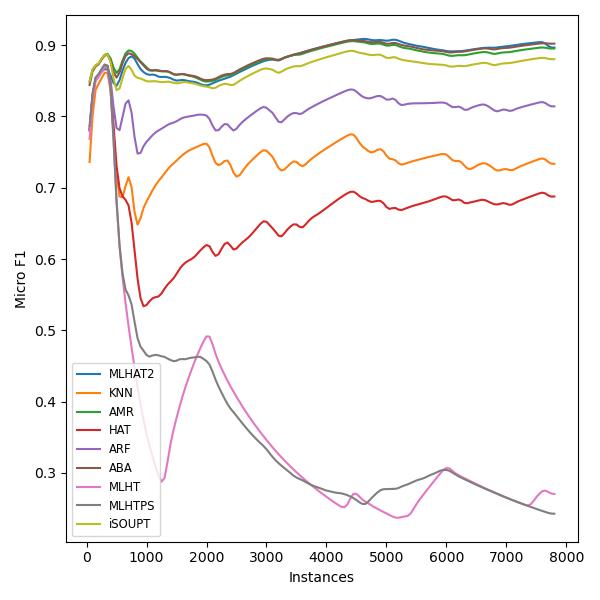 Micro F1
0.9
0.8
0.7
0.6
0.5
0.4
0.3
MLHAT2
KNN
AMR
HAT
ARF
ABA
MLHT
MLHTPS
iSOUPT
0 1000 2000 3000 4000 5000 6000 7000 8000
Instances